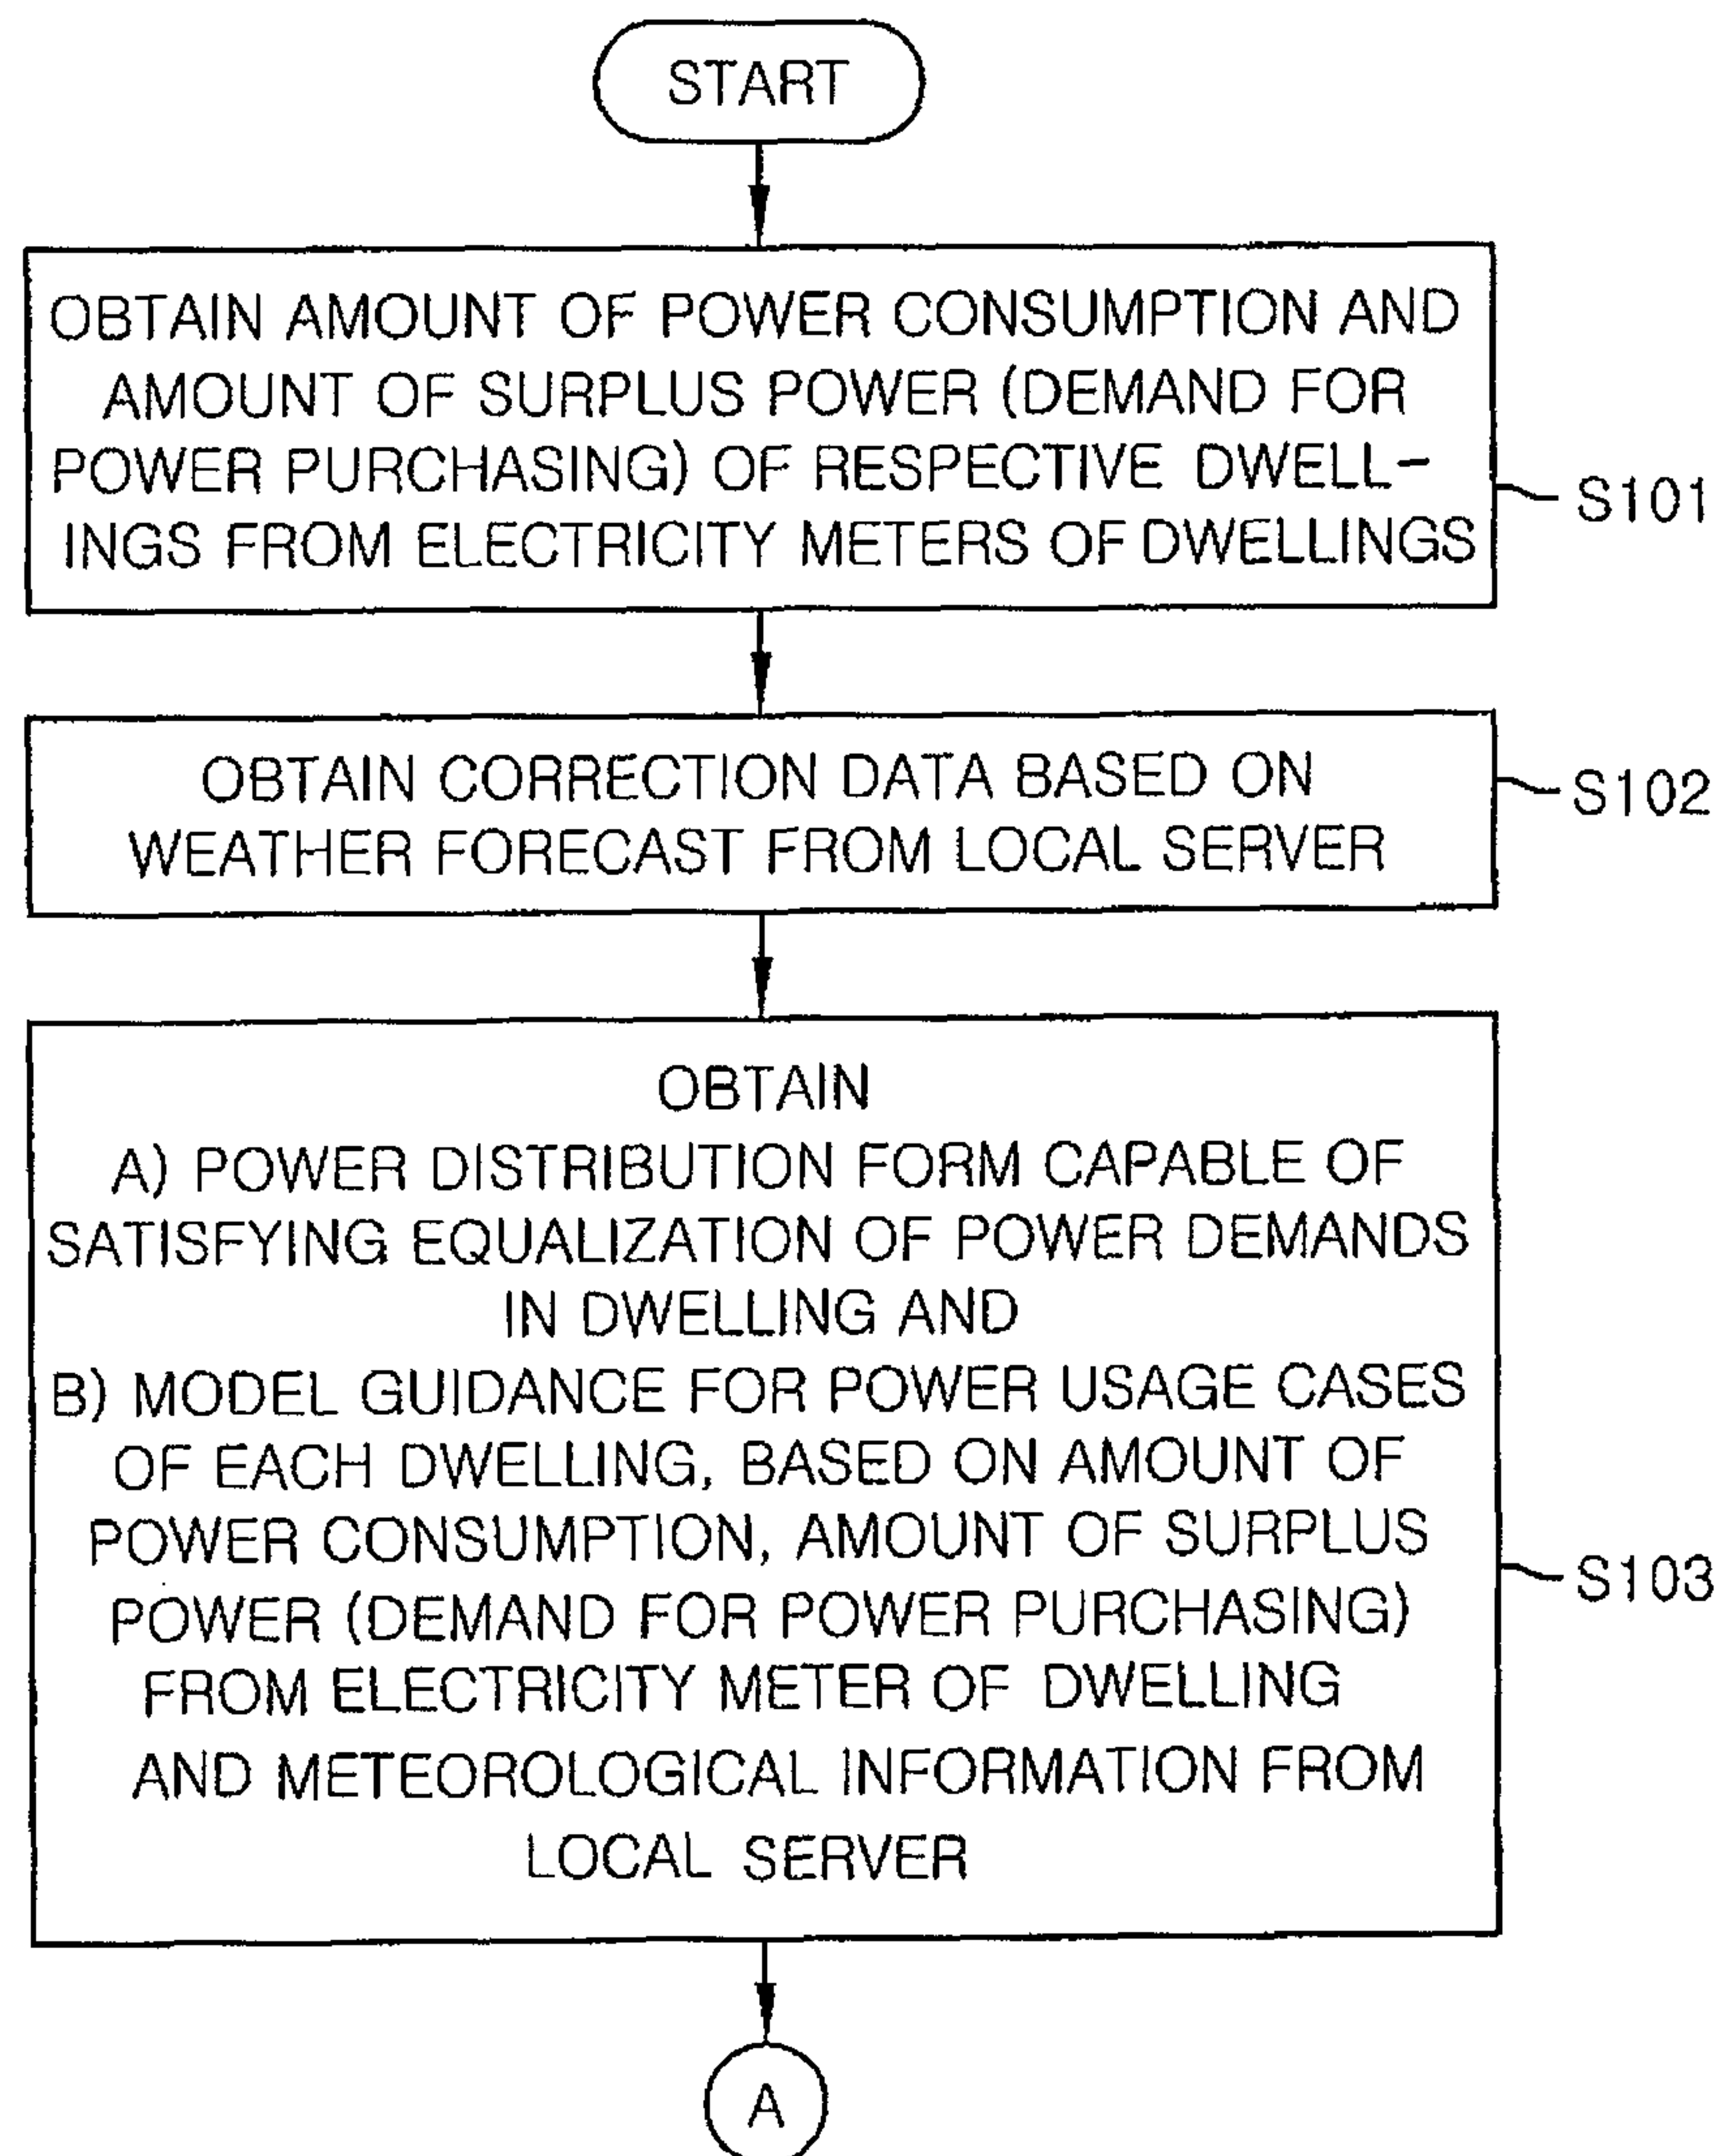 START
OBTAIN AMOUNT OF POWER CONSUMPTION AND
AMOUNT OF SURPLUS POWER (DEMAND FOR
POWER PURCHASING) OF RESPECTIVE DWELL-
INGS FROM ELECTRICITY METERS OF DWELLINGS
S101
OBTAIN CORRECTION DATA BASED ON
WEATHER FORECAST FROM LOCAL SERVER
S102
OBTAIN
A) POWER DISTRIBUTION FORM CAPABLE OF
SATISFYING EQUALIZATION OF POWER DEMANDS
IN DWELLING AND
B) MODEL GUIDANCE FOR POWER USAGE CASES
OF EACH DWELLING, BASED ON AMOUNT OF
POWER CONSUMPTION, AMOUNT OF SURPLUS
POWER (DEMAND FOR POWER PURCHASING)
FROM ELECTRICITY METER OF DWELLING
AND METEOROLOGICAL INFORMATION FROM
LOCAL SERVER
S103
A